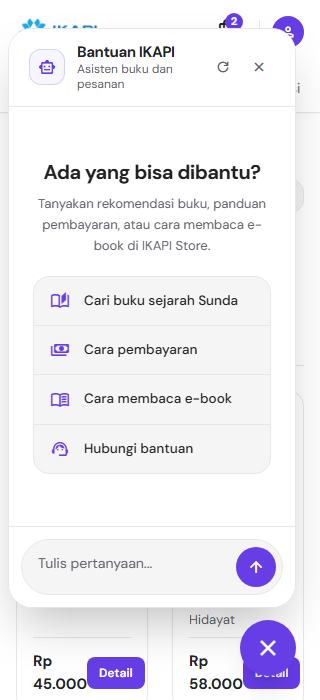 2
Bantuan IKAPI
Asisten buku dan
pesanan
Ada yang bisa dibantu?
Tanyakan rekomendasi buku, panduan
pembayaran, atau cara membaca e-
book di IKAPI Store.
Cari buku sejarah Sunda
Cara pembayaran
Cara membaca e-book
Hubungi bantuan
Tulis pertanyaan...
Hidayat
Rp
45.000
Detail
Rp
58.000
Detail